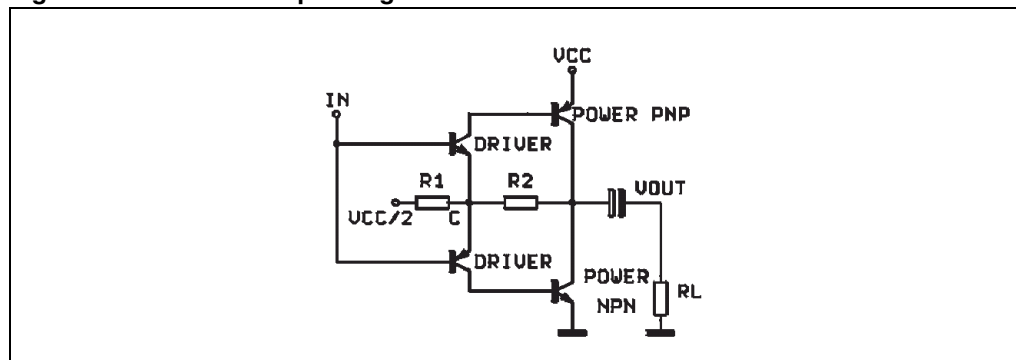 VCC
IN
POWER PNP
DRIVER
R1
R2
VOUT
VCC/2
C
DRIVER
POWER
NPN
RL